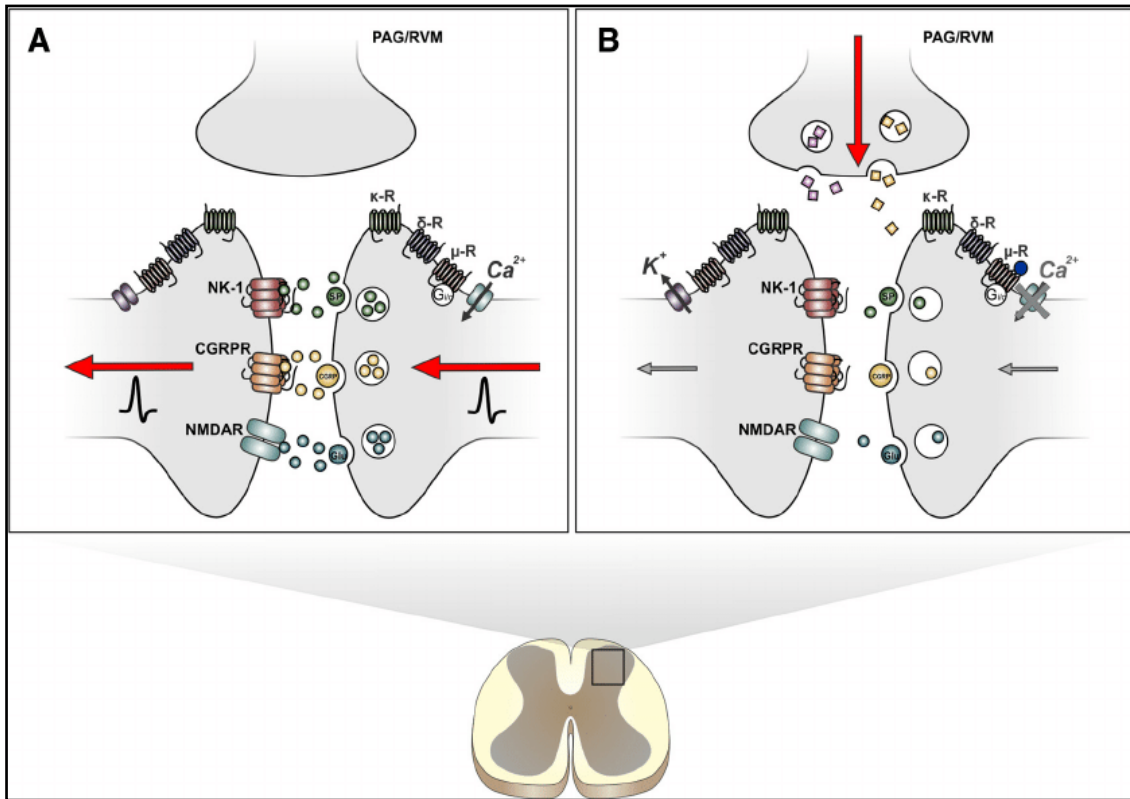 A
PAG/RVM
κ-R
δ-R
μ-R
Ca²⁺
Gi/o
NK-1
SP
CGRPR
CGRP
NMDAR
Glu
B
PAG/RVM
κ-R
δ-R
μ-R
K⁺
Ca²⁺
Gi/o
NK-1
SP
CGRPR
CGRP
NMDAR
Glu